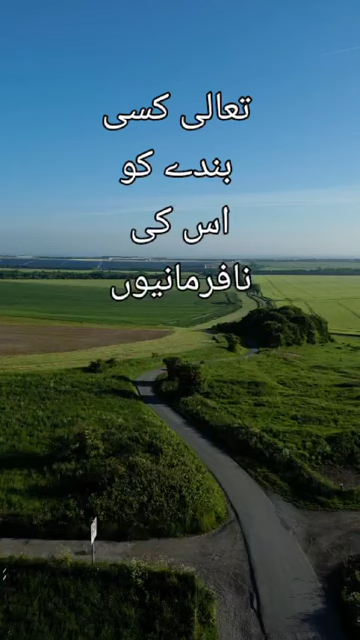 تعالی کسی
بندے کو
اس کی
نافرمانیوں